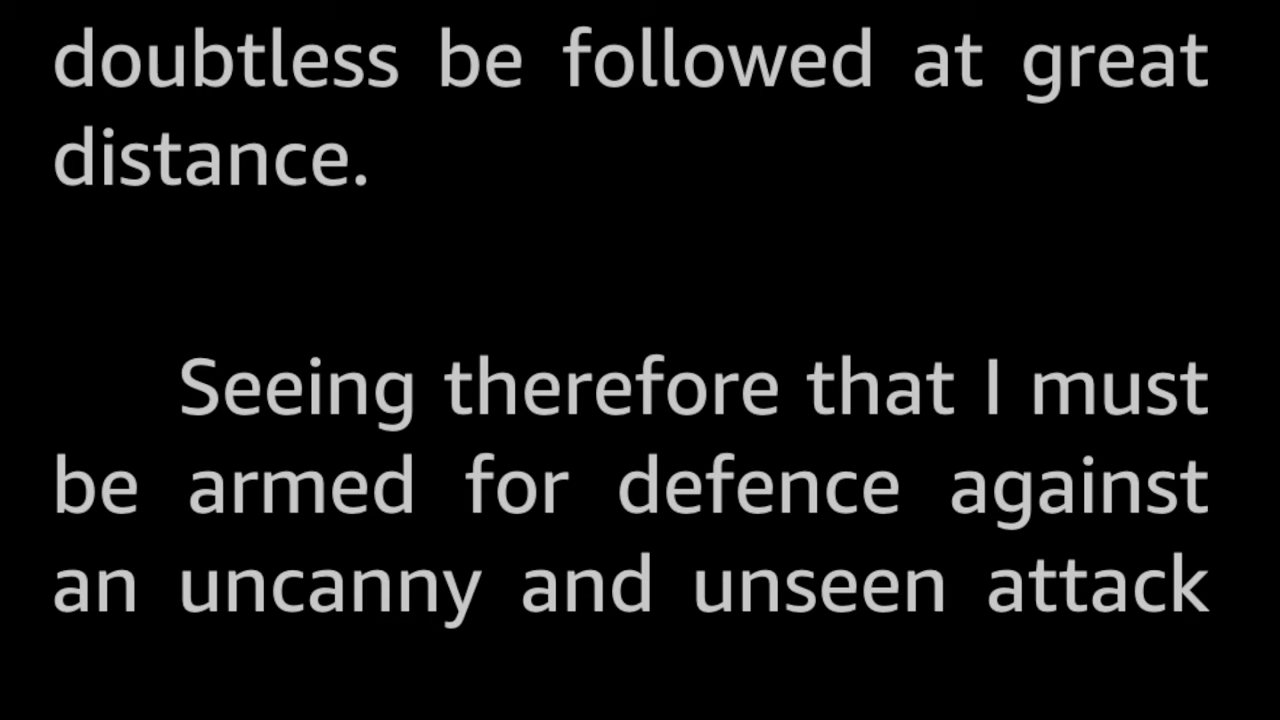 doubtless be followed at great
distance.
Seeing therefore that I must
be armed for defence against
an uncanny and unseen attack